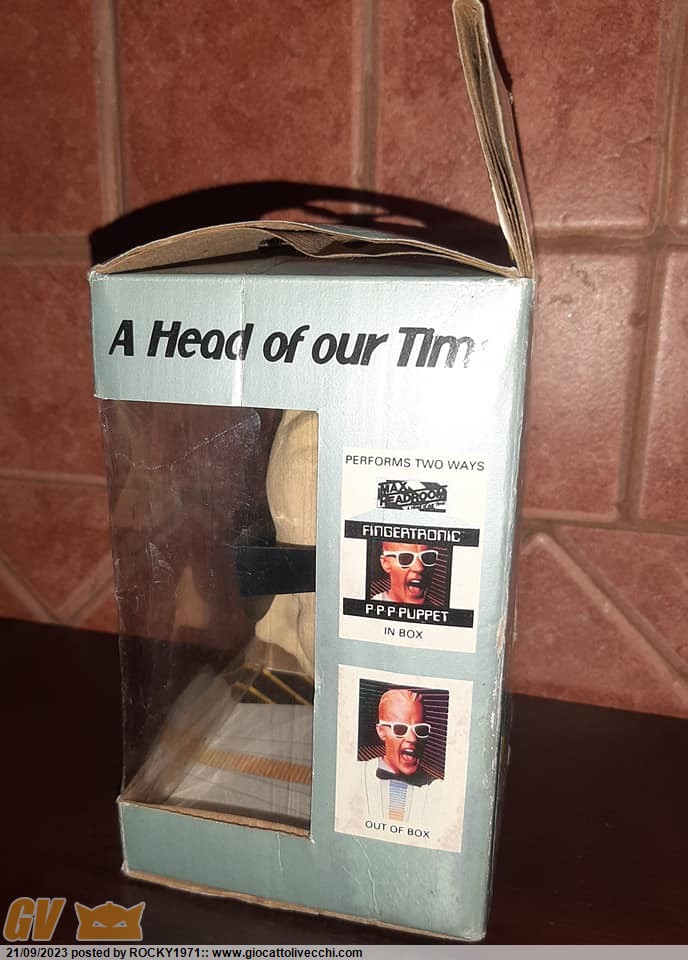 A Head of our Tim
PERFORMS TWO WAYS
MAX
HEADROOM
FINGERTRONIC
P·P·P·PUPPET
IN BOX
OUT OF BOX
GV
21/09/2023 posted by ROCKY1971:: www.giocattolivecchi.com